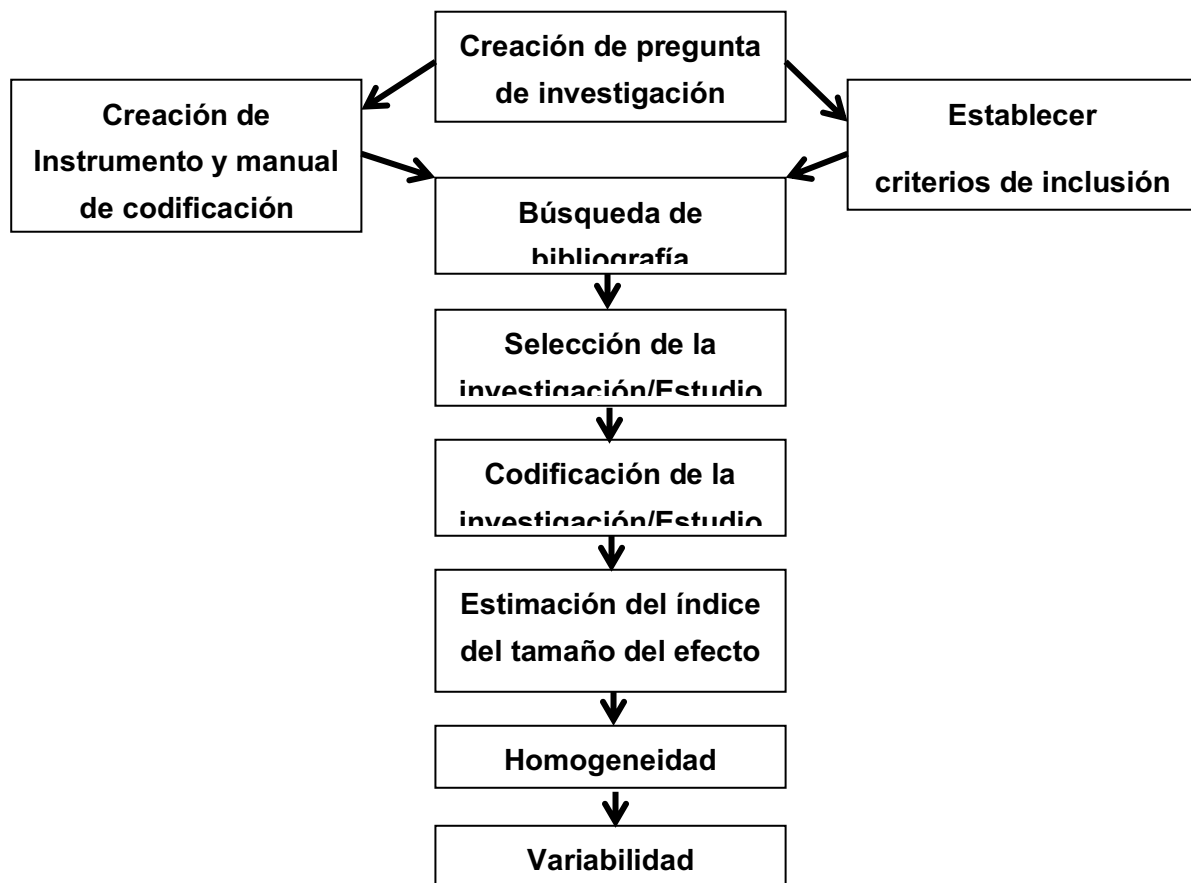 Creación de pregunta
de investigación
Creación de
Instrumento y manual
de codificación
Establecer
criterios de inclusión
Búsqueda de
bibliografía
Selección de la
investigación/Estudio
Codificación de la
investigación/Estudio
Estimación del índice
del tamaño del efecto
Homogeneidad
Variabilidad